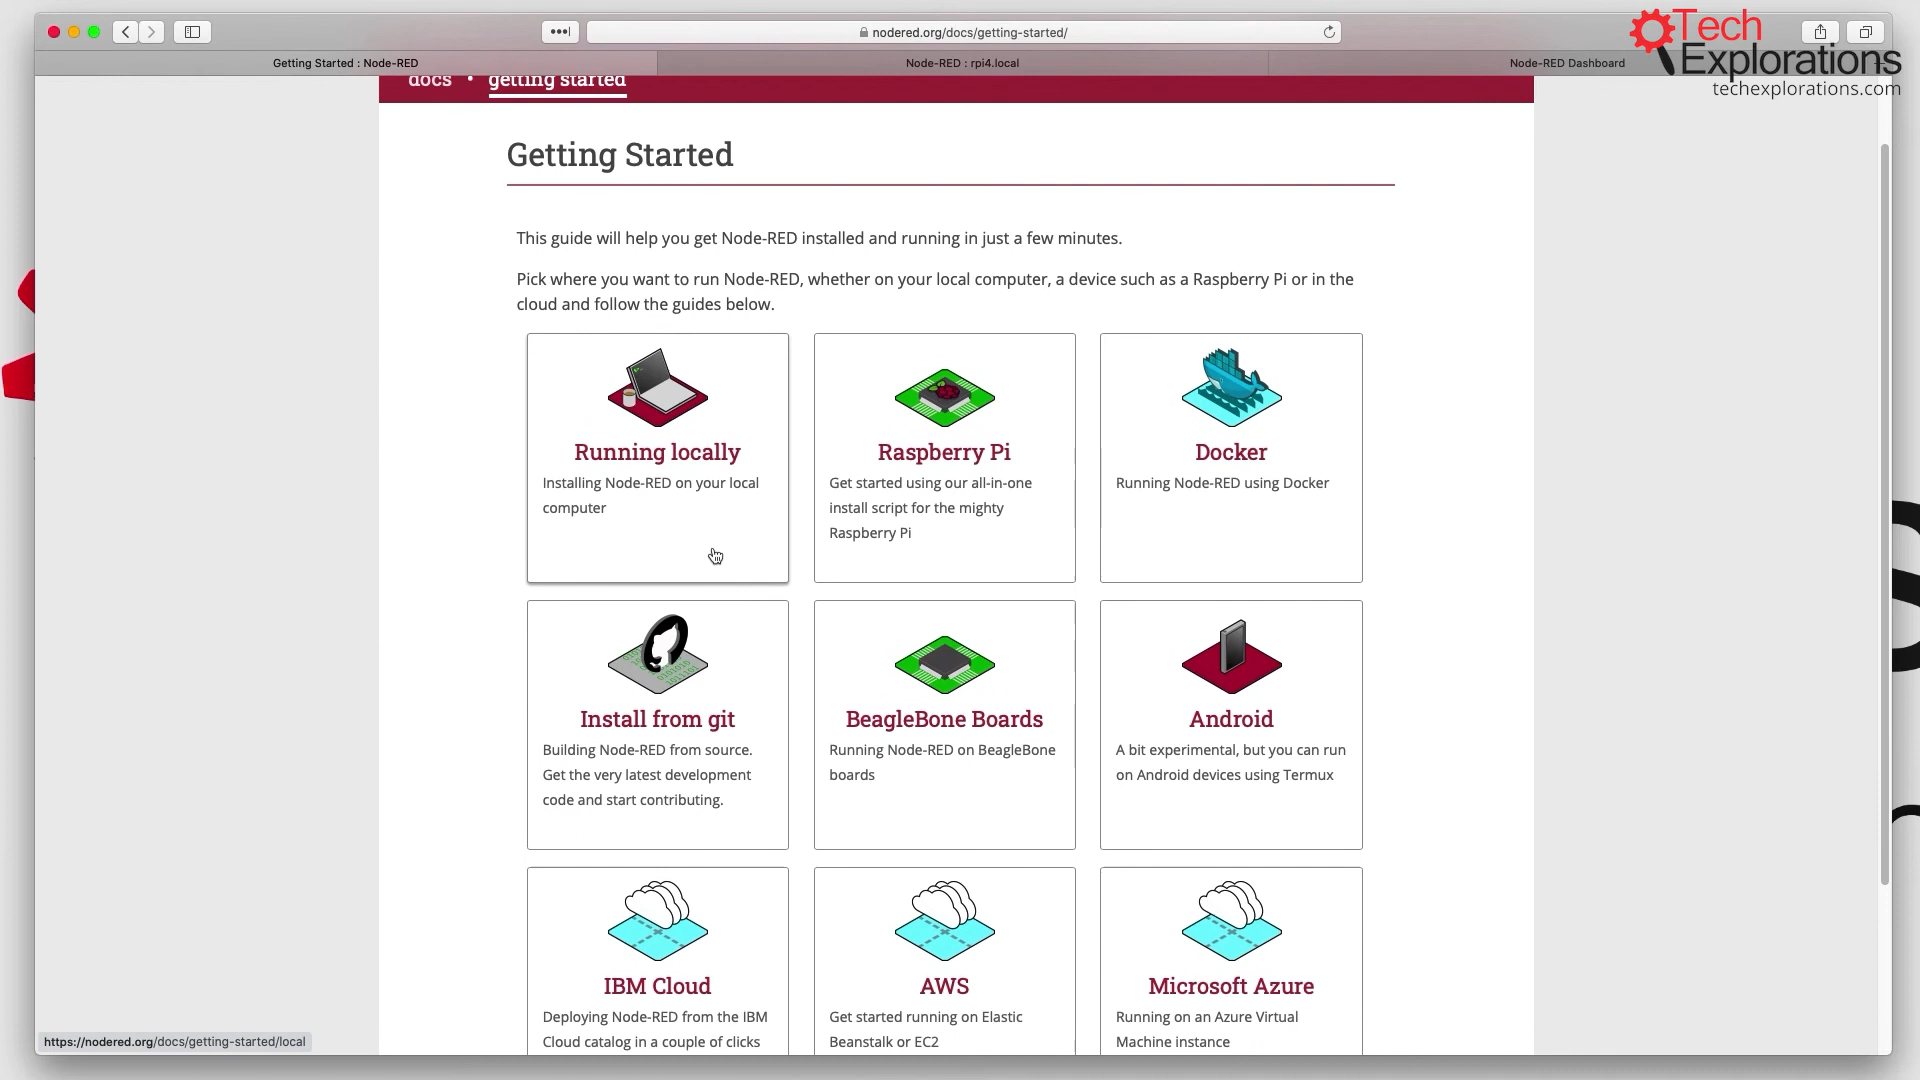 nodered.org/docs/getting-started/
Tech
Explorations
techexplorations.com
Getting Started : Node-RED
Node-RED : rpi4.local
Node-RED Dashboard
docs • getting started
Getting Started
This guide will help you get Node-RED installed and running in just a few minutes.
Pick where you want to run Node-RED, whether on your local computer, a device such as a Raspberry Pi or in the
cloud and follow the guides below.
Running locally
Installing Node-RED on your local
computer
Raspberry Pi
Get started using our all-in-one
install script for the mighty
Raspberry Pi
Docker
Running Node-RED using Docker
Install from git
Building Node-RED from source.
Get the very latest development
code and start contributing.
BeagleBone Boards
Running Node-RED on BeagleBone
boards
Android
A bit experimental, but you can run
on Android devices using Termux
IBM Cloud
Deploying Node-RED from the IBM
Cloud catalog in a couple of clicks
AWS
Get started running on Elastic
Beanstalk or EC2
Microsoft Azure
Running on an Azure Virtual
Machine instance
https://nodered.org/docs/getting-started/local